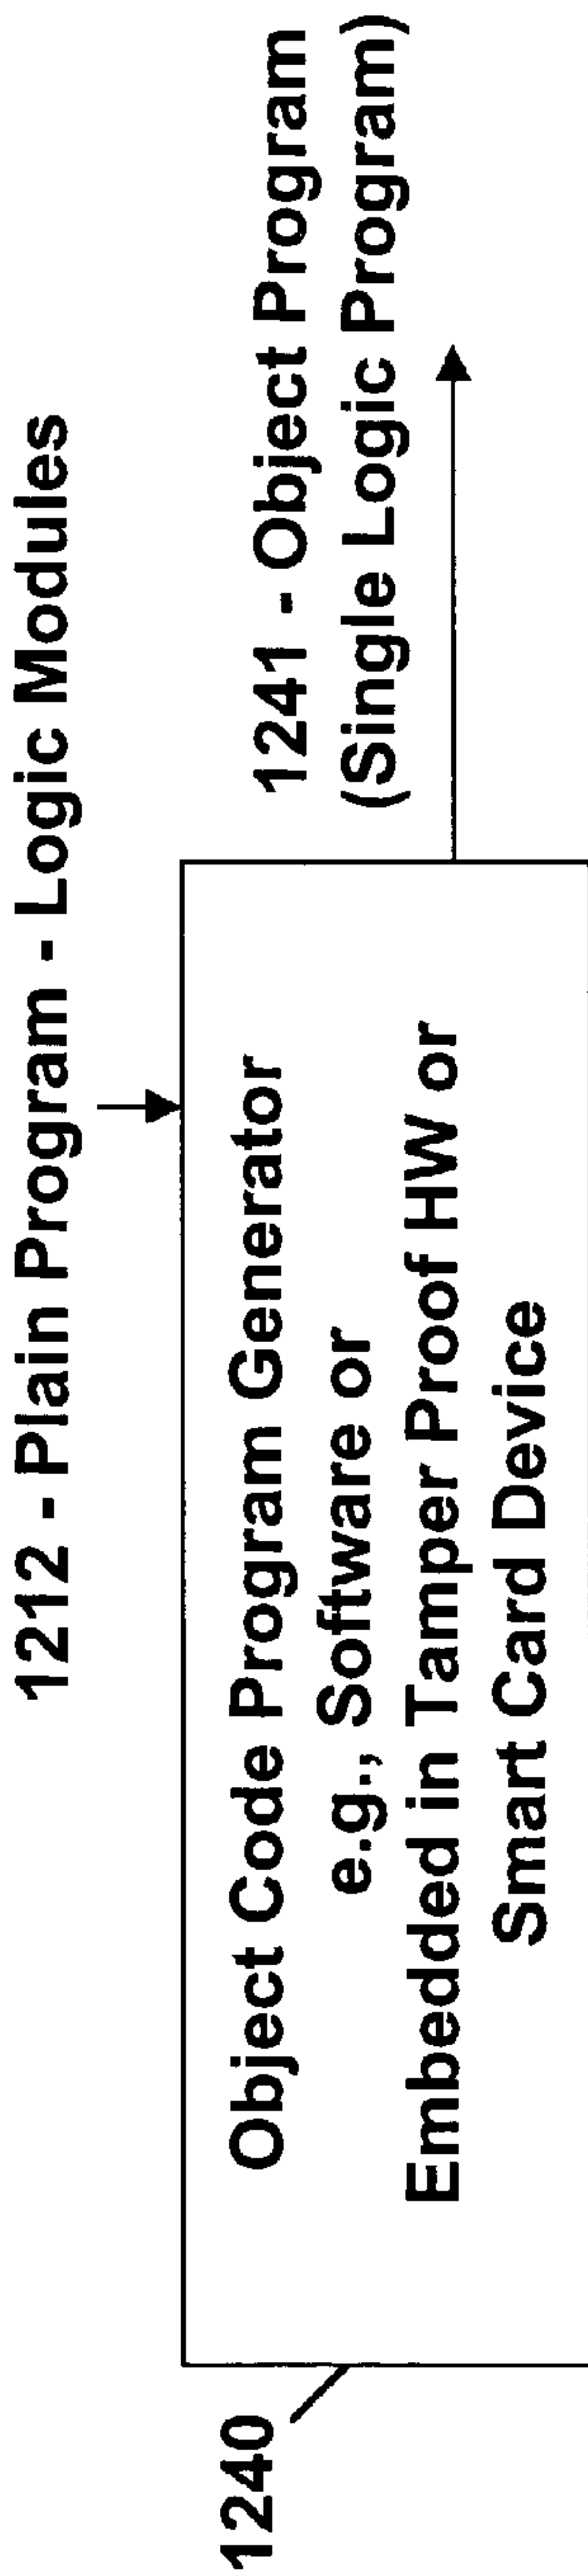 1212 - Plain Program - Logic Modules
1241 - Object Program
(Single Logic Program)
Object Code Program Generator
e.g., Software or
Embedded in Tamper Proof HW or
Smart Card Device
1240